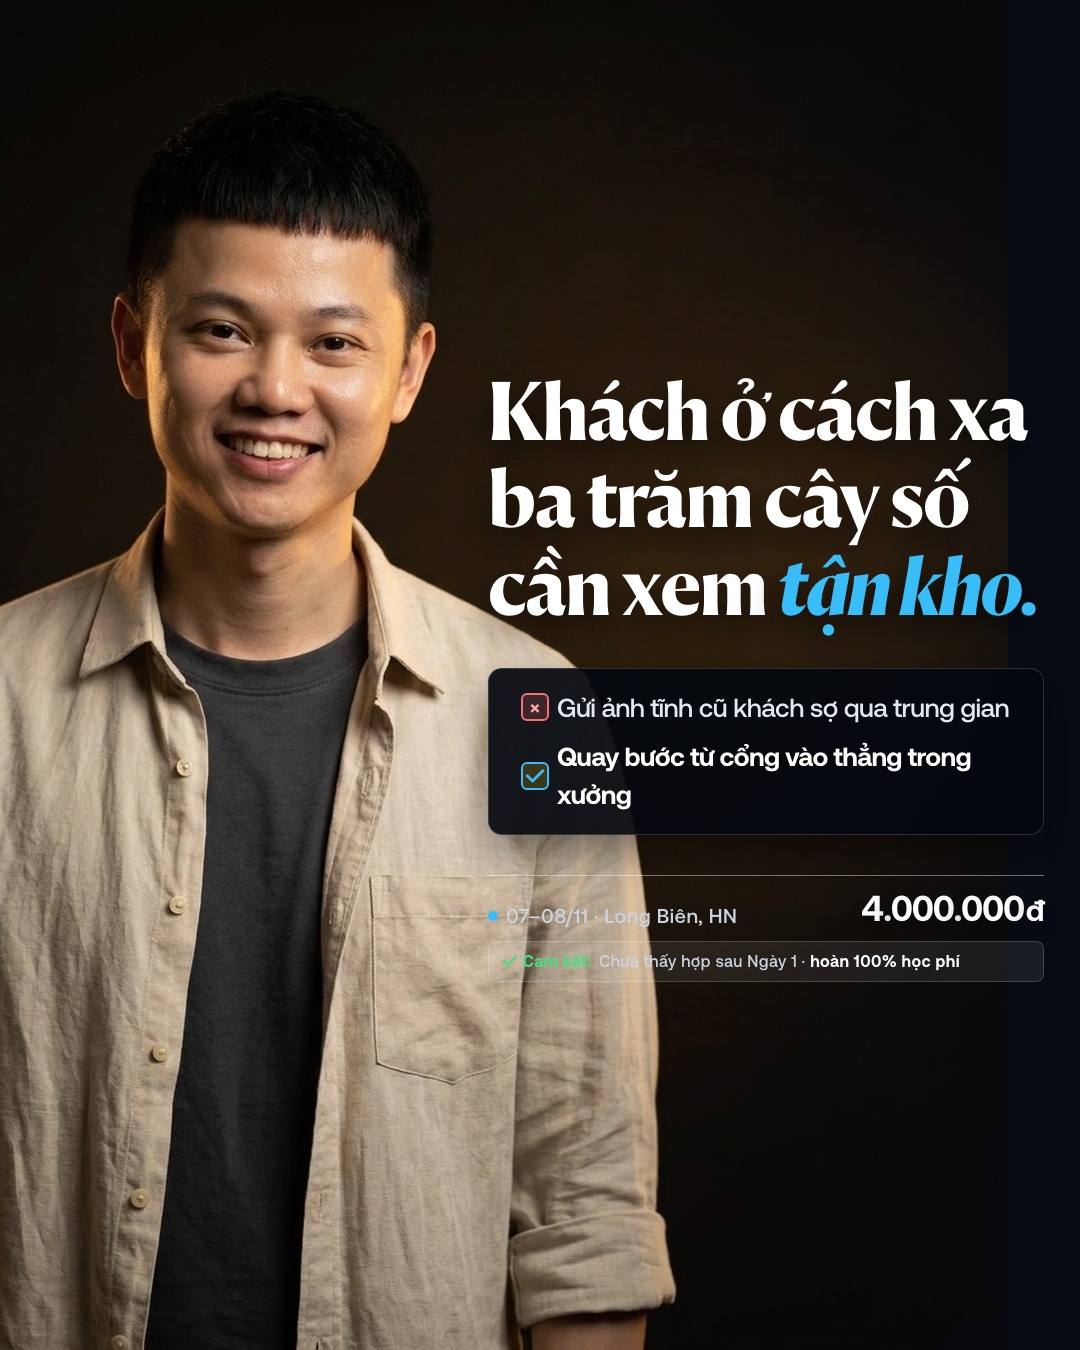 Khách ở cách xa
ba trăm cây số
cần xem tận kho.
Gửi ảnh tĩnh cũ khách sợ qua trung gian
Quay bước từ cổng vào thẳng trong
xưởng
07–08/11 · Long Biên, HN
4.000.000đ
Cam kết: Chưa thấy hợp sau Ngày 1 · hoàn 100% học phí